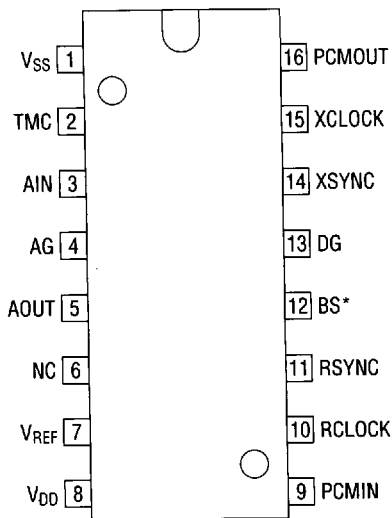 VSS 1
TMC 2
AIN 3
AG 4
AOUT 5
NC 6
VREF 7
VDD 8
16 PCMOUT
15 XCLOCK
14 XSYNC
13 DG
12 BS*
11 RSYNC
10 RCLOCK
9 PCMIN